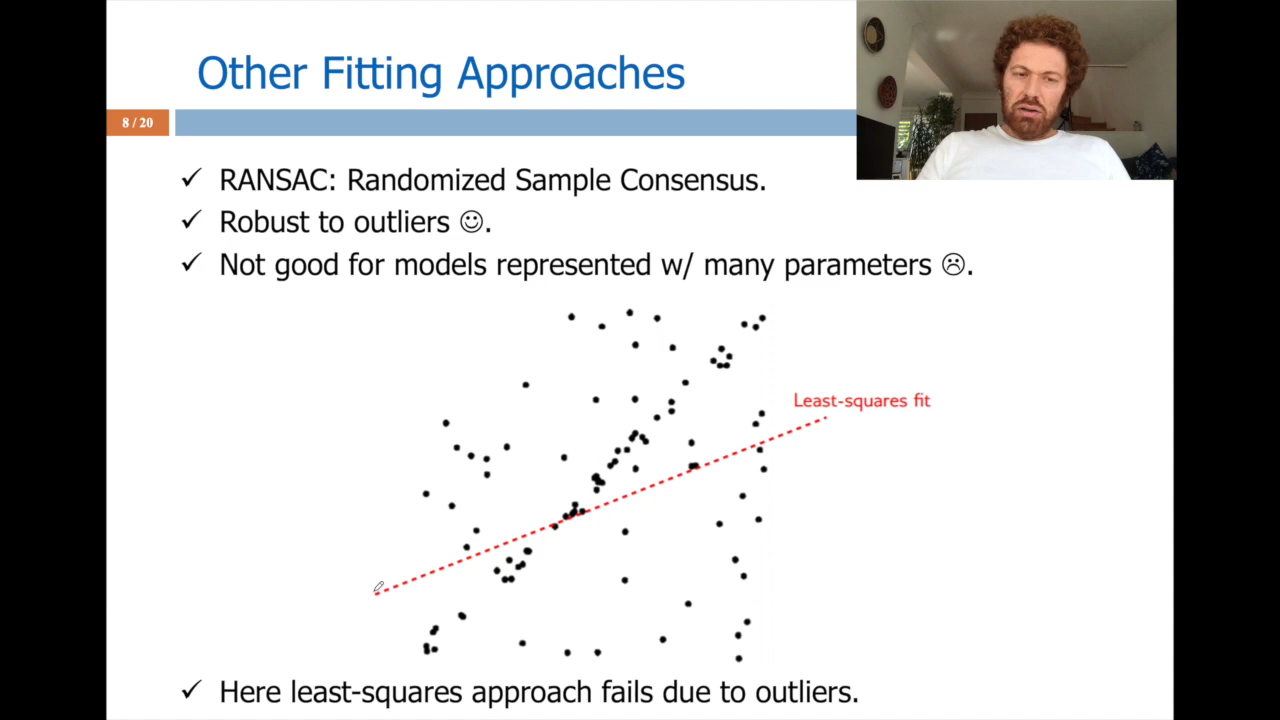 Other Fitting Approaches
8 / 20
✓ RANSAC: Randomized Sample Consensus.
✓ Robust to outliers ☺.
✓ Not good for models represented w/ many parameters ☹.
Least-squares fit
✓ Here least-squares approach fails due to outliers.